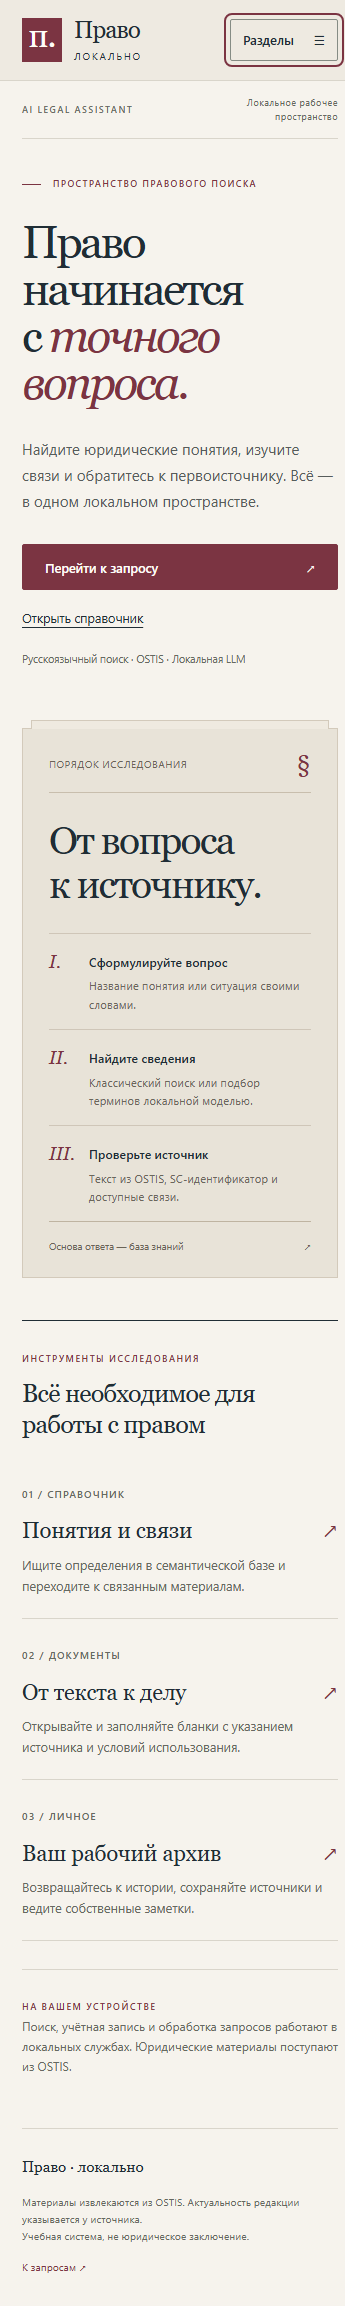 П.
Право
ЛОКАЛЬНО
Разделы ☰
AI LEGAL ASSISTANT
Локальное рабочее
пространство
ПРОСТРАНСТВО ПРАВОВОГО ПОИСКА
Право
начинается
с точного
вопроса.
Найдите юридические понятия, изучите
связи и обратитесь к первоисточнику. Всё —
в одном локальном пространстве.
Перейти к запросу ↗
Открыть справочник
Русскоязычный поиск · OSTIS · Локальная LLM
ПОРЯДОК ИССЛЕДОВАНИЯ §
От вопроса
к источнику.
I. Сформулируйте вопрос
Название понятия или ситуация своими
словами.
II. Найдите сведения
Классический поиск или подбор
терминов локальной моделью.
III. Проверьте источник
Текст из OSTIS, SC-идентификатор и
доступные связи.
Основа ответа — база знаний ↗
ИНСТРУМЕНТЫ ИССЛЕДОВАНИЯ
Всё необходимое для
работы с правом
01 / СПРАВОЧНИК
Понятия и связи ↗
Ищите определения в семантической базе и
переходите к связанным материалам.
02 / ДОКУМЕНТЫ
От текста к делу ↗
Открывайте и заполняйте бланки с указанием
источника и условий использования.
03 / ЛИЧНОЕ
Ваш рабочий архив ↗
Возвращайтесь к истории, сохраняйте источники и
ведите собственные заметки.
НА ВАШЕМ УСТРОЙСТВЕ
Поиск, учётная запись и обработка запросов работают в
локальных службах. Юридические материалы поступают
из OSTIS.
Право · локально
Материалы извлекаются из OSTIS. Актуальность редакции
указывается у источника.
Учебная система, не юридическое заключение.
К запросам ↗